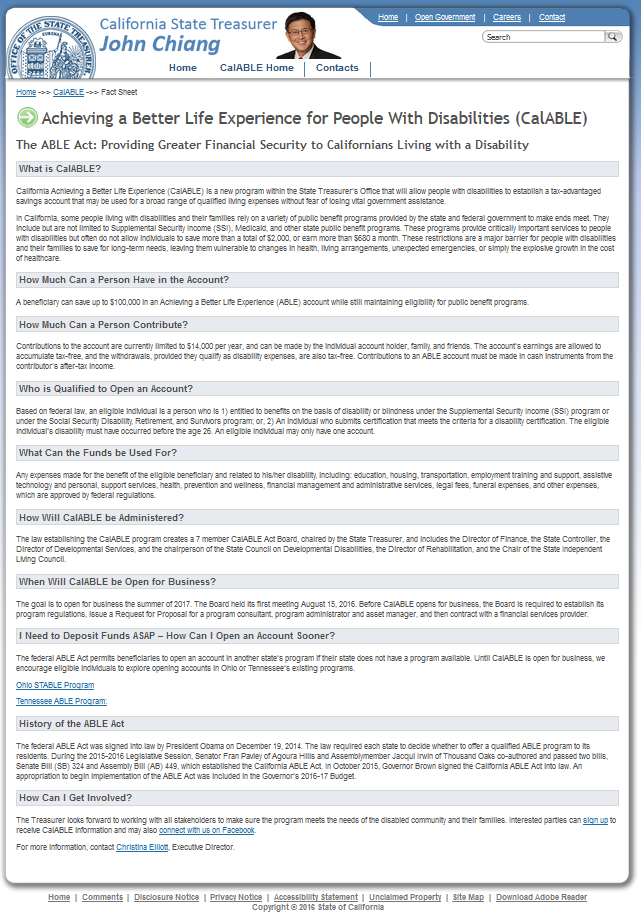 OFFICE OF THE STATE TREASURER
EUREKA
California State Treasurer
John Chiang
Home | Open Government | Careers | Contact
Search
Home CalABLE Home Contacts
Home ->> CalABLE ->> Fact Sheet
Achieving a Better Life Experience for People With Disabilities (CalABLE)
The ABLE Act: Providing Greater Financial Security to Californians Living with a Disability
What is CalABLE?
California Achieving a Better Life Experience (CalABLE) is a new program within the State Treasurer's Office that will allow people with disabilities to establish a tax-advantaged
savings account that may be used for a broad range of qualified living expenses without fear of losing vital government assistance.
In California, some people living with disabilities and their families rely on a variety of public benefit programs provided by the state and federal government to make ends meet. They
include but are not limited to Supplemental Security Income (SSI), Medicaid, and other state public benefit programs. These programs provide critically important services to people
with disabilities but often do not allow individuals to save more than a total of $2,000, or earn more than $680 a month. These restrictions are a major barrier for people with disabilities
and their families to save for long-term needs, leaving them vulnerable to changes in health, living arrangements, unexpected emergencies, or simply the explosive growth in the cost
of healthcare.
How Much Can a Person Have in the Account?
A beneficiary can save up to $100,000 in an Achieving a Better Life Experience (ABLE) account while still maintaining eligibility for public benefit programs.
How Much Can a Person Contribute?
Contributions to the account are currently limited to $14,000 per year, and can be made by the individual account holder, family, and friends. The account's earnings are allowed to
accumulate tax-free, and the withdrawals, provided they qualify as disability expenses, are also tax-free. Contributions to an ABLE account must be made in cash instruments from the
contributor's after-tax income.
Who is Qualified to Open an Account?
Based on federal law, an eligible individual is a person who is 1) entitled to benefits on the basis of disability or blindness under the Supplemental Security Income (SSI) program or
under the Social Security Disability, Retirement, and Survivors program; or, 2) An individual who submits certification that meets the criteria for a disability certification. The eligible
individual's disability must have occurred before the age 26. An eligible individual may only have one account.
What Can the Funds be Used For?
Any expenses made for the benefit of the eligible beneficiary and related to his/her disability, including: education, housing, transportation, employment training and support, assistive
technology and personal, support services, health, prevention and wellness, financial management and administrative services, legal fees, funeral expenses, and other expenses,
which are approved by federal regulations.
How Will CalABLE be Administered?
The law establishing the CalABLE program creates a 7 member CalABLE Act Board, chaired by the State Treasurer, and includes the Director of Finance, the State Controller, the
Director of Developmental Services, and the chairperson of the State Council on Developmental Disabilities, the Director of Rehabilitation, and the Chair of the State Independent
Living Council.
When Will CalABLE be Open for Business?
The goal is to open for business the summer of 2017. The Board held its first meeting August 15, 2016. Before CalABLE opens for business, the Board is required to establish its
program regulations, issue a Request for Proposal for a program consultant, program administrator and asset manager, and then contract with a financial services provider.
I Need to Deposit Funds ASAP – How Can I Open an Account Sooner?
The federal ABLE Act permits beneficiaries to open an account in another state's program if their state does not have a program available. Until CalABLE is open for business, we
encourage eligible individuals to explore opening accounts in Ohio or Tennessee's existing programs.
Ohio STABLE Program
Tennessee ABLE Program:
History of the ABLE Act
The federal ABLE Act was signed into law by President Obama on December 19, 2014. The law required each state to decide whether to offer a qualified ABLE program to its
residents. During the 2015-2016 Legislative Session, Senator Fran Pavley of Agoura Hills and Assemblymember Jacqui Irwin of Thousand Oaks co-authored and passed two bills,
Senate Bill (SB) 324 and Assembly Bill (AB) 449, which established the California ABLE Act. In October 2015, Governor Brown signed the California ABLE Act into law. An
appropriation to begin implementation of the ABLE Act was included in the Governor's 2016-17 Budget.
How Can I Get Involved?
The Treasurer looks forward to working with all stakeholders to make sure the program meets the needs of the disabled community and their families. Interested parties can sign up to
receive CalABLE information and may also connect with us on Facebook.
For more information, contact Christina Elliott, Executive Director.
Home | Comments | Disclosure Notice | Privacy Notice | Accessibility Statement | Unclaimed Property | Site Map | Download Adobe Reader
Copyright © 2016 State of California